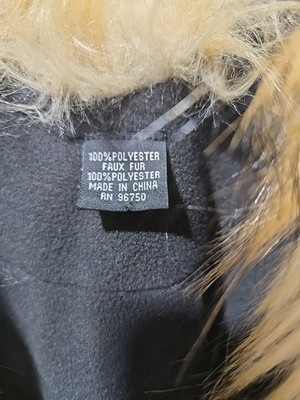 100%POLYESTER
FAUX FUR
100%POLYESTER
MADE IN CHINA
RN 96750